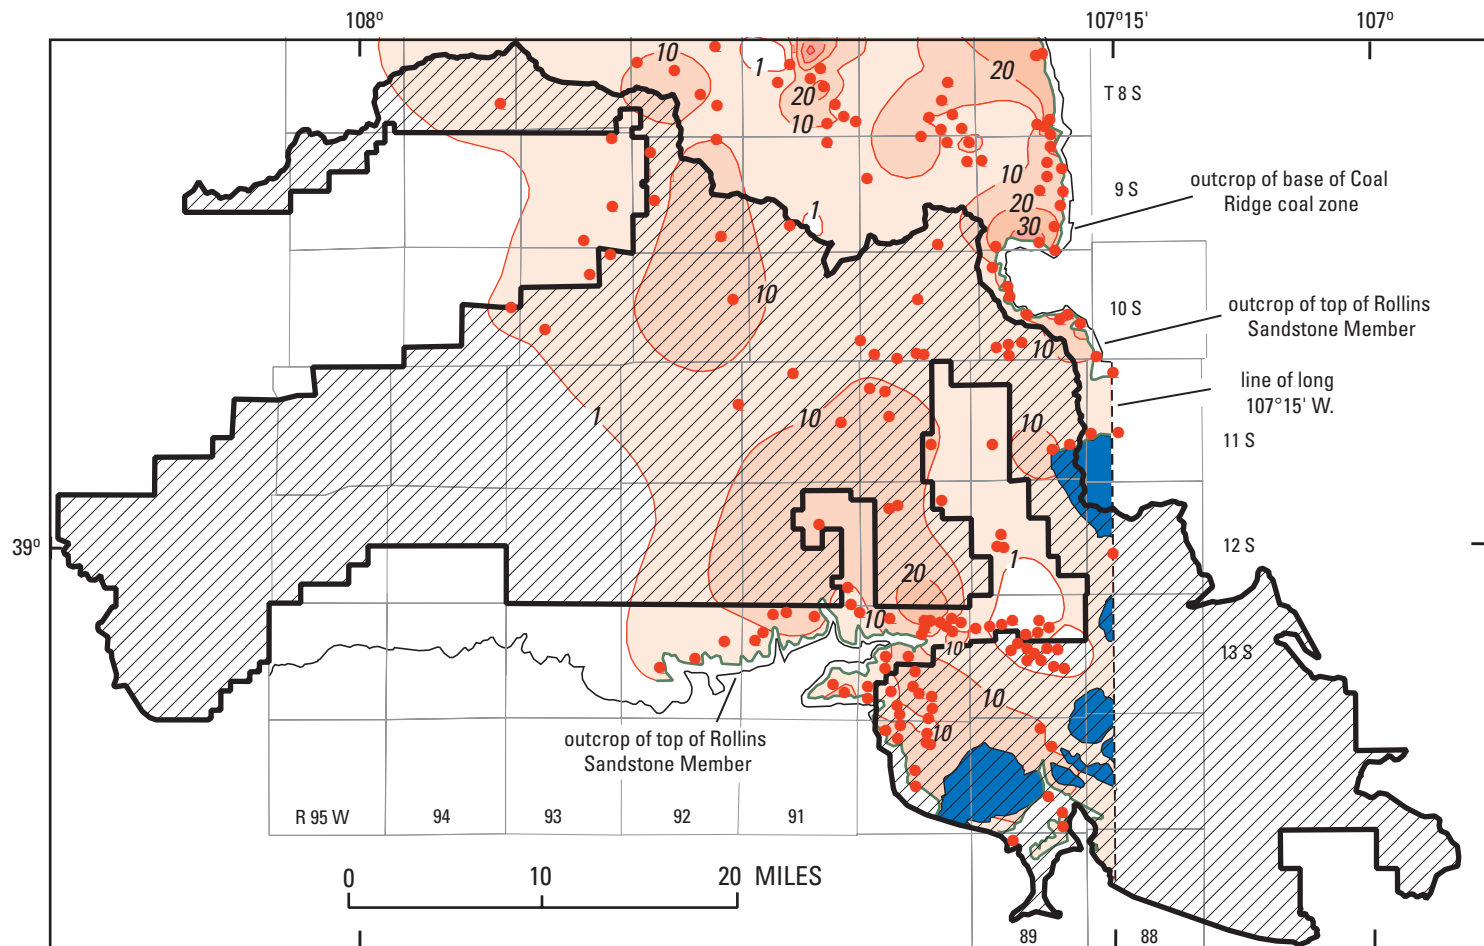 108º
107º15'
107º
10
1
20
10
20
T 8 S
10
20
30
9 S
outcrop of base of Coal
Ridge coal zone
1
10
10 S
outcrop of top of Rollins
Sandstone Member
10
line of long
107°15' W.
1
10
10
11 S
39º
12 S
1
20
10
10
13 S
10
10
outcrop of top of Rollins
Sandstone Member
R 95 W
94
93
92
91
0
10
20 MILES
89
88